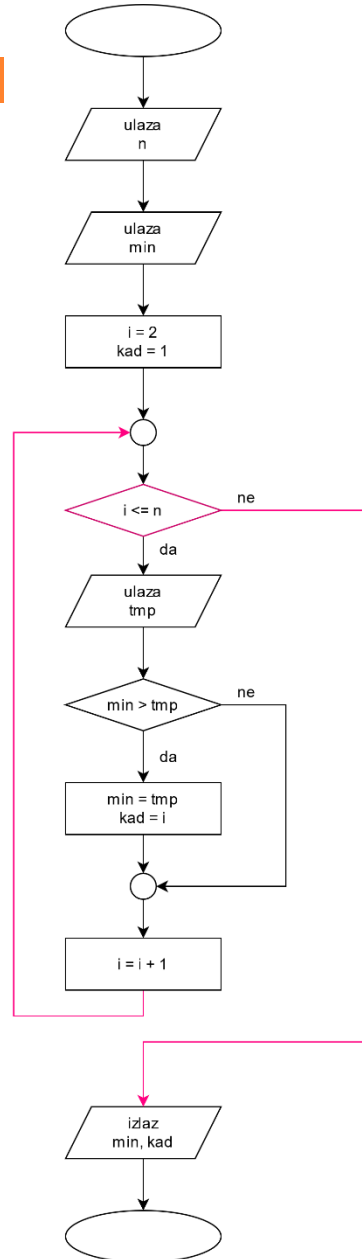 ulaza
n
ulaza
min
i = 2
kad = 1
i <= n
ne
da
ulaza
tmp
min > tmp
ne
da
min = tmp
kad = i
i = i + 1
izlaz
min, kad